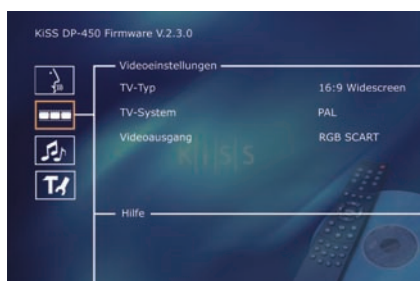 KiSS DP-450 Firmware V.2.3.0
Videoeinstellungen
TV-Typ 16:9 Widescreen
TV-System PAL
Videoausgang RGB SCART
KISS
Hilfe